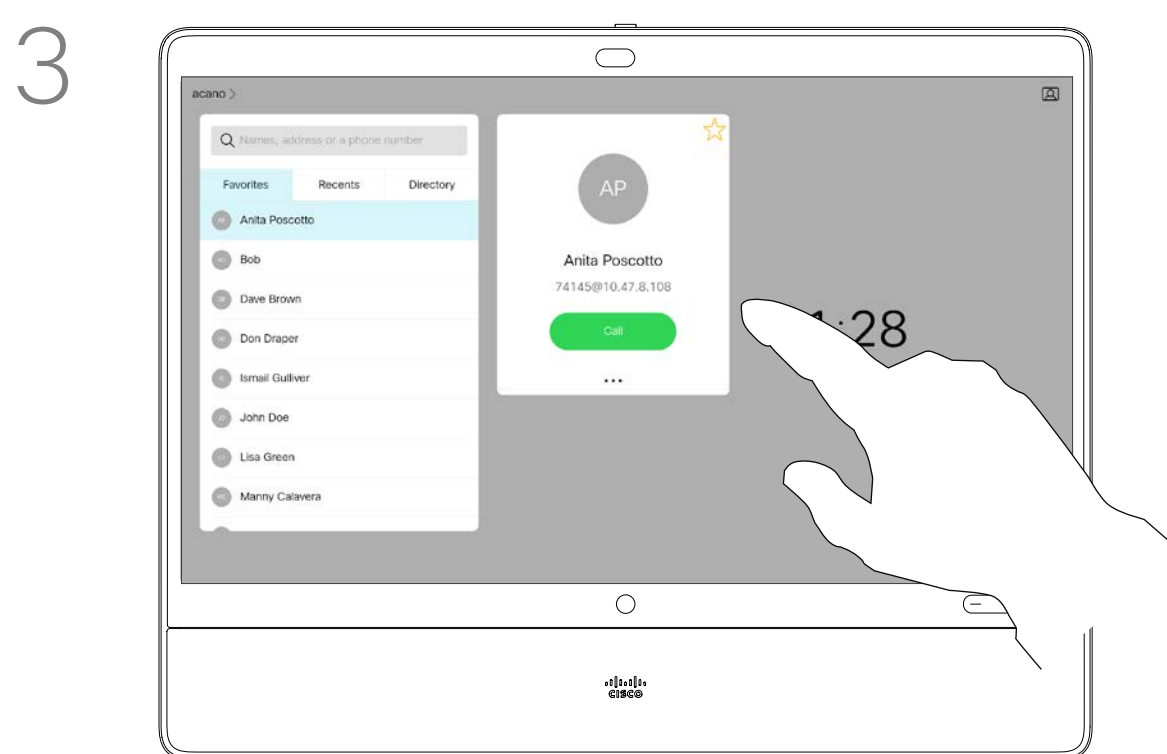 3
acano >
Names, address or a phone number
Favorites Recents Directory
Anita Poscotto
Bob
Dave Brown
Don Draper
Ismail Gulliver
John Doe
Lisa Green
Manny Calavera
AP
Anita Poscotto
74145@10.47.8.108
Call
...
:28
CISCO